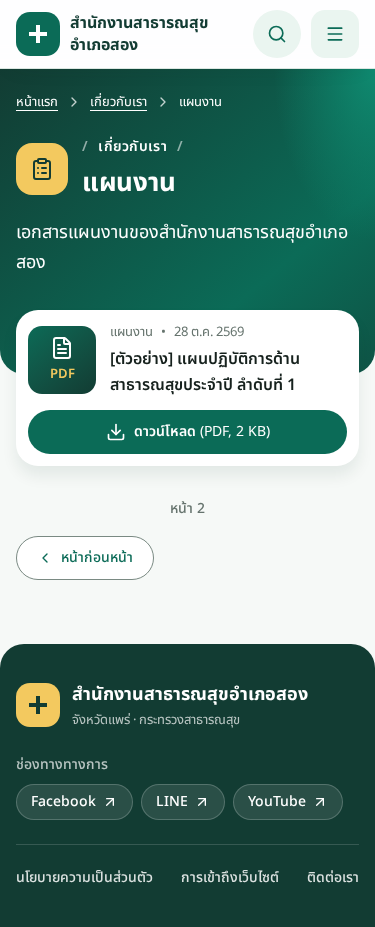 สำนักงานสาธารณสุข
อำเภอสอง
หน้าแรก > เกี่ยวกับเรา > แผนงาน
/ เกี่ยวกับเรา /
แผนงาน
เอกสารแผนงานของสำนักงานสาธารณสุขอำเภอ
สอง
PDF
แผนงาน • 28 ต.ค. 2569
[ตัวอย่าง] แผนปฏิบัติการด้าน
สาธารณสุขประจำปี ลำดับที่ 1
ดาวน์โหลด (PDF, 2 KB)
หน้า 2
หน้าก่อนหน้า
สำนักงานสาธารณสุขอำเภอสอง
จังหวัดแพร่ · กระทรวงสาธารณสุข
ช่องทางทางการ
Facebook LINE YouTube
นโยบายความเป็นส่วนตัว การเข้าถึงเว็บไซต์ ติดต่อเรา